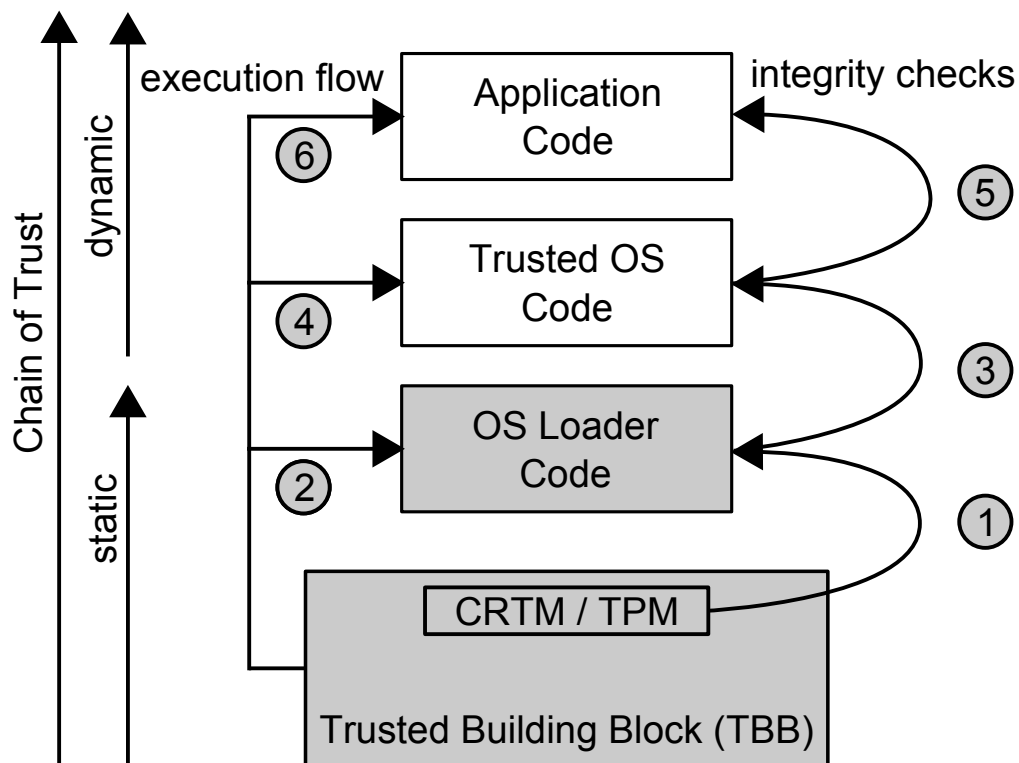 execution flow
integrity checks
Application
Code
6
5
dynamic
Chain of Trust
Trusted OS
Code
4
3
OS Loader
Code
2
1
static
CRTM / TPM
Trusted Building Block (TBB)